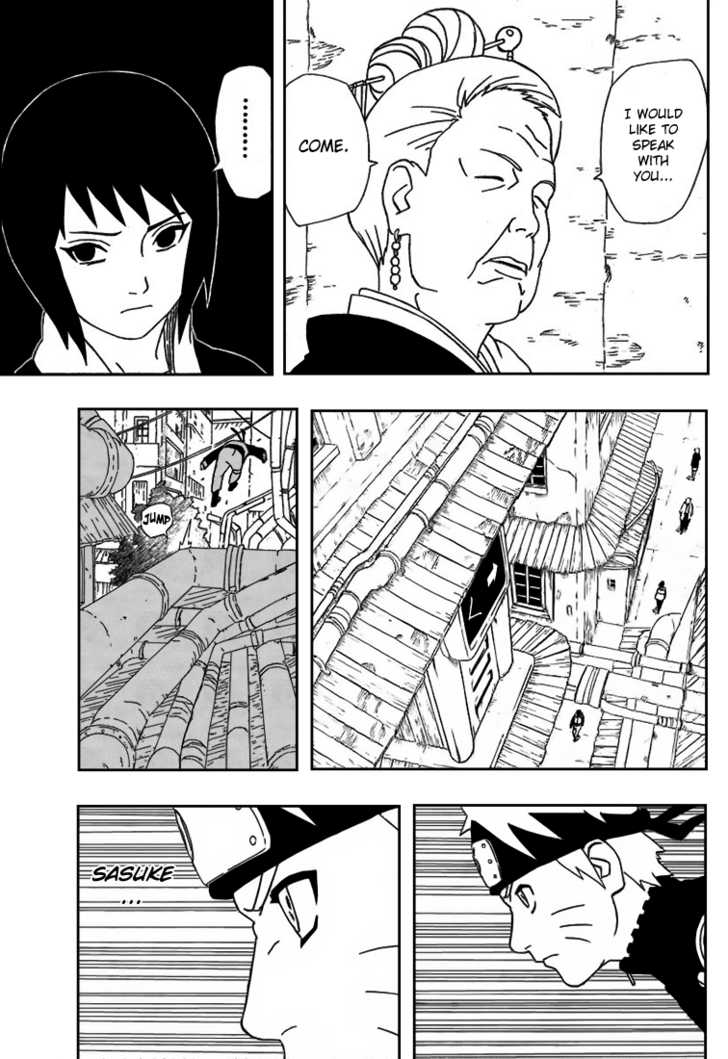 I WOULD
LIKE TO
SPEAK
WITH
YOU...
COME.
.........
JUMP
SASUKE
...